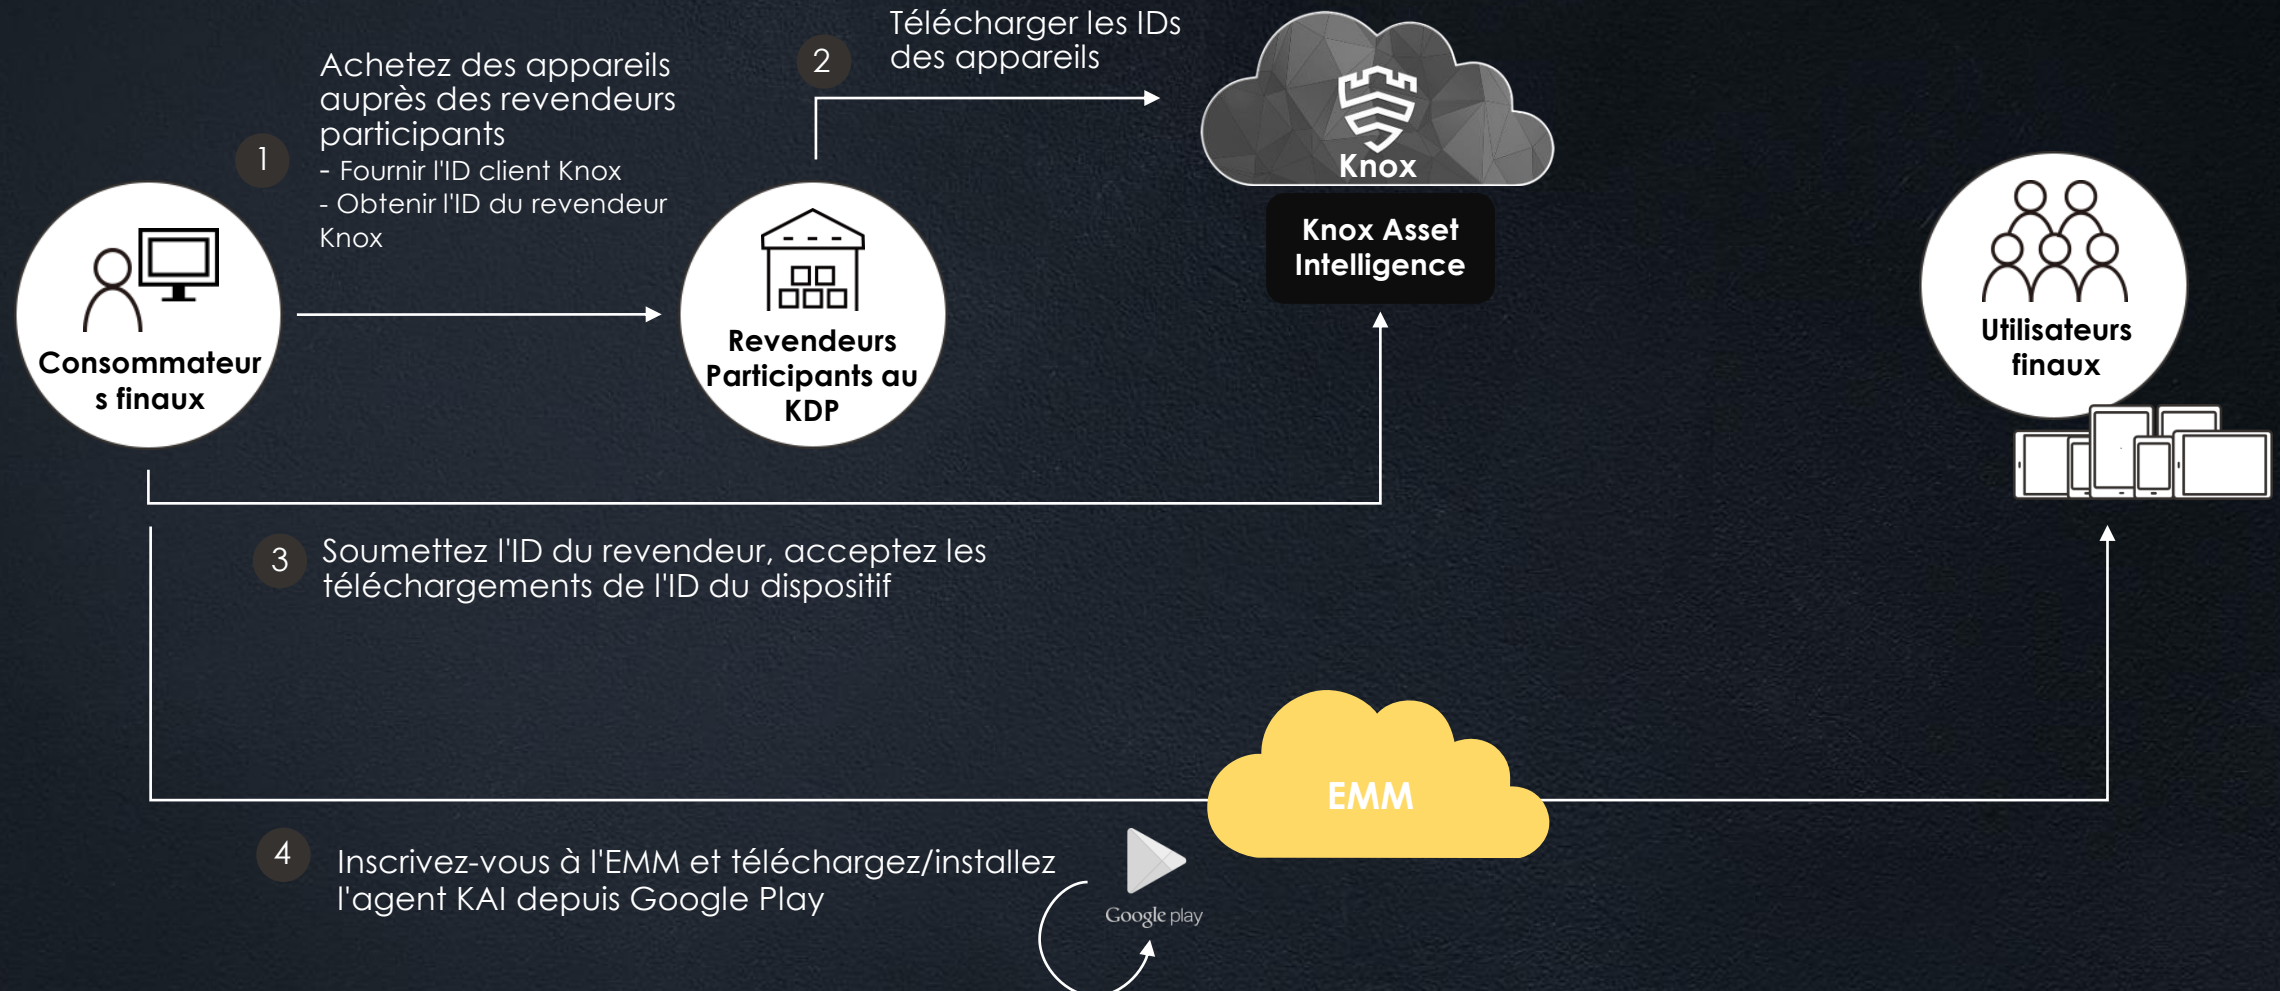 1
Achetez des appareils
auprès des revendeurs
participants
- Fournir l'ID client Knox
- Obtenir l'ID du revendeur
Knox
2
Télécharger les IDs
des appareils
Knox
Knox Asset
Intelligence
Consommateur
s finaux
Revendeurs
Participants au
KDP
Utilisateurs
finaux
3
Soumettez l'ID du revendeur, acceptez les
téléchargements de l'ID du dispositif
EMM
4
Inscrivez-vous à l'EMM et téléchargez/installez
l'agent KAI depuis Google Play
Google play